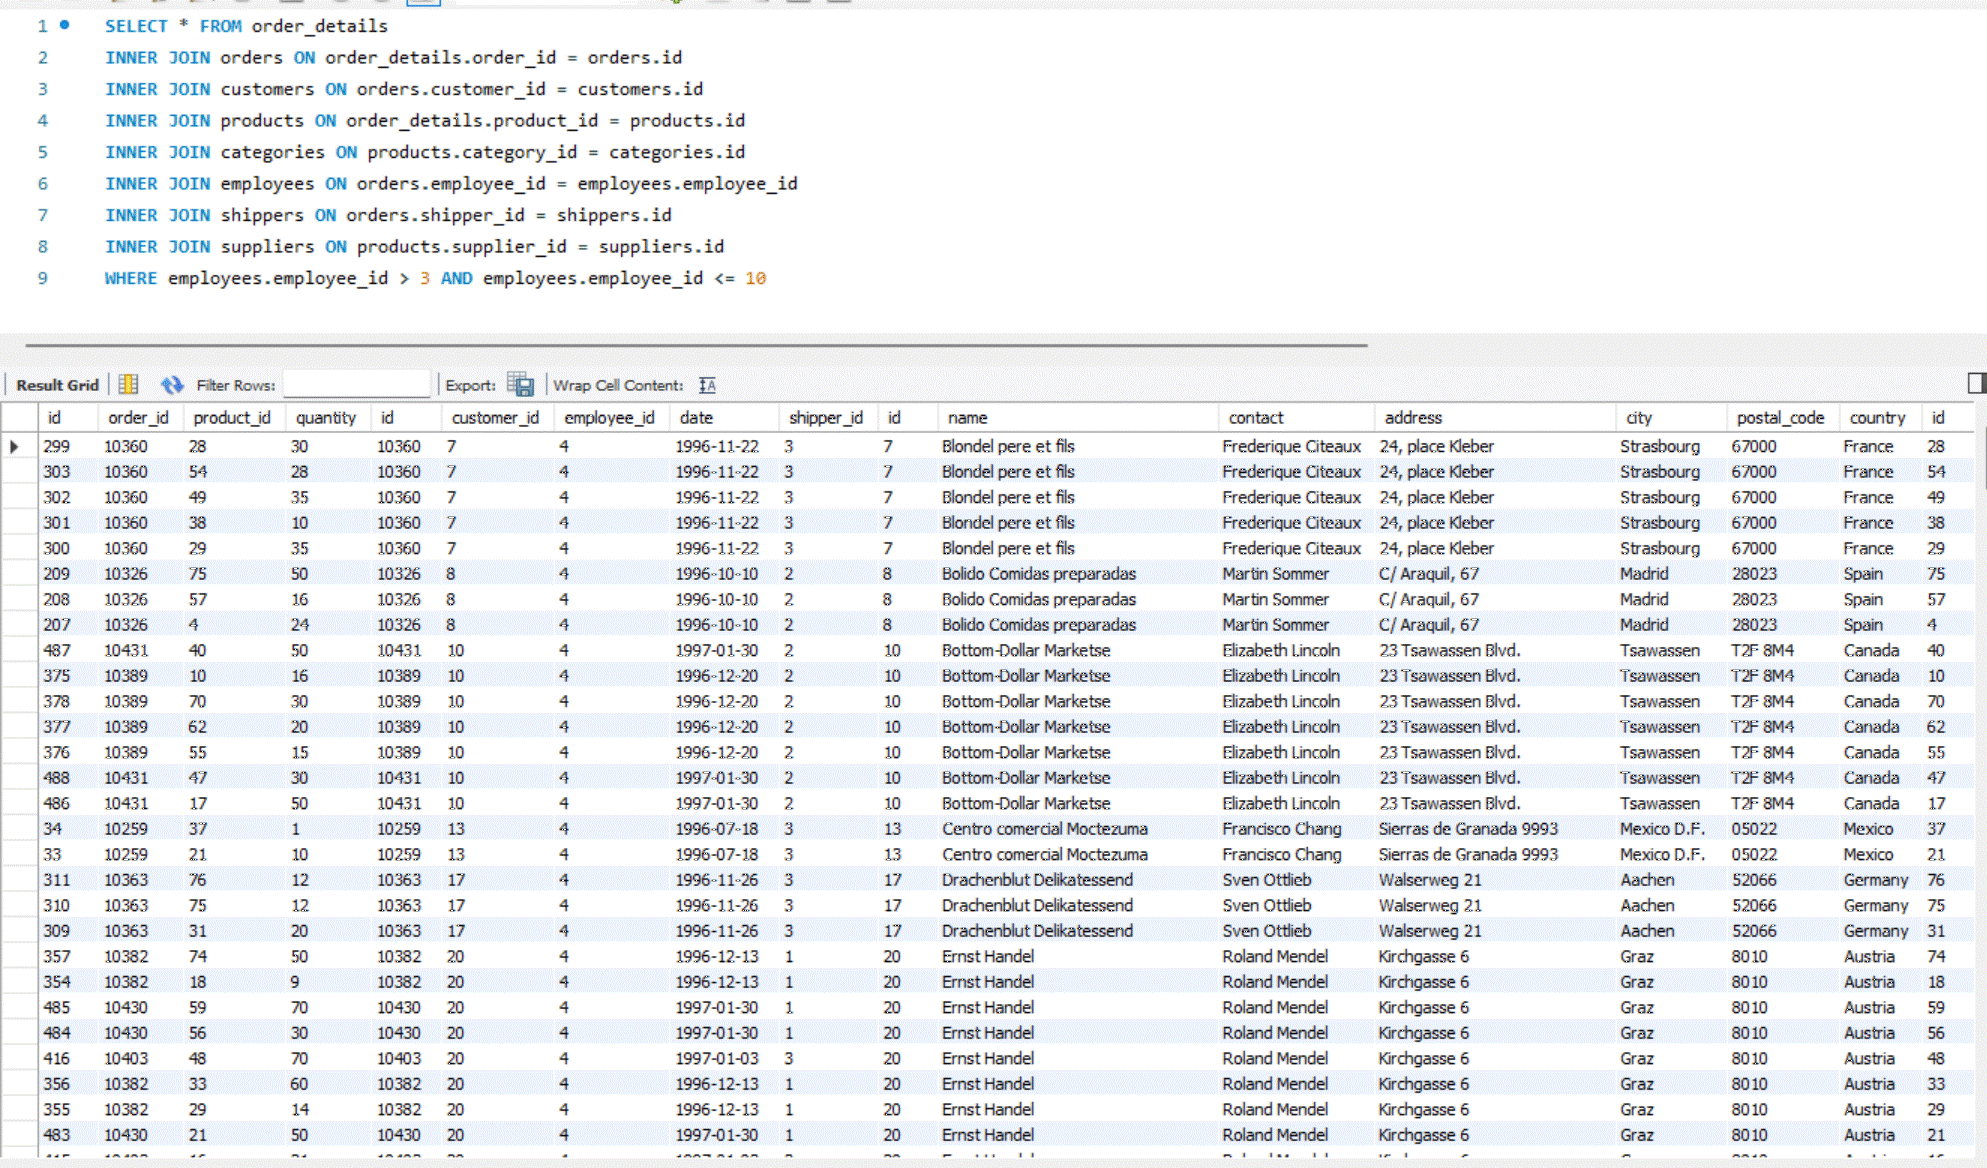 1 SELECT * FROM order_details
2 INNER JOIN orders ON order_details.order_id = orders.id
3 INNER JOIN customers ON orders.customer_id = customers.id
4 INNER JOIN products ON order_details.product_id = products.id
5 INNER JOIN categories ON products.category_id = categories.id
6 INNER JOIN employees ON orders.employee_id = employees.employee_id
7 INNER JOIN shippers ON orders.shipper_id = shippers.id
8 INNER JOIN suppliers ON products.supplier_id = suppliers.id
9 WHERE employees.employee_id > 3 AND employees.employee_id <= 10
Result Grid Filter Rows: Export: Wrap Cell Content:
id order_id product_id quantity id customer_id employee_id date shipper_id id name contact address city postal_code country id
299 10360 28 30 10360 7 4 1996-11-22 3 7 Blondel pere et fils Frederique Citeaux 24, place Kleber Strasbourg 67000 France 28
303 10360 54 28 10360 7 4 1996-11-22 3 7 Blondel pere et fils Frederique Citeaux 24, place Kleber Strasbourg 67000 France 54
302 10360 49 35 10360 7 4 1996-11-22 3 7 Blondel pere et fils Frederique Citeaux 24, place Kleber Strasbourg 67000 France 49
301 10360 38 10 10360 7 4 1996-11-22 3 7 Blondel pere et fils Frederique Citeaux 24, place Kleber Strasbourg 67000 France 38
300 10360 29 35 10360 7 4 1996-11-22 3 7 Blondel pere et fils Frederique Citeaux 24, place Kleber Strasbourg 67000 France 29
209 10326 75 50 10326 8 4 1996-10-10 2 8 Bolido Comidas preparadas Martin Sommer C/ Araquil, 67 Madrid 28023 Spain 75
208 10326 57 16 10326 8 4 1996-10-10 2 8 Bolido Comidas preparadas Martin Sommer C/ Araquil, 67 Madrid 28023 Spain 57
207 10326 4 24 10326 8 4 1996-10-10 2 8 Bolido Comidas preparadas Martin Sommer C/ Araquil, 67 Madrid 28023 Spain 4
487 10431 40 50 10431 10 4 1997-01-30 2 10 Bottom-Dollar Marketse Elizabeth Lincoln 23 Tsawassen Blvd. Tsawassen T2F 8M4 Canada 40
375 10389 10 16 10389 10 4 1996-12-20 2 10 Bottom-Dollar Marketse Elizabeth Lincoln 23 Tsawassen Blvd. Tsawassen T2F 8M4 Canada 10
378 10389 70 30 10389 10 4 1996-12-20 2 10 Bottom-Dollar Marketse Elizabeth Lincoln 23 Tsawassen Blvd. Tsawassen T2F 8M4 Canada 70
377 10389 62 20 10389 10 4 1996-12-20 2 10 Bottom-Dollar Marketse Elizabeth Lincoln 23 Tsawassen Blvd. Tsawassen T2F 8M4 Canada 62
376 10389 55 15 10389 10 4 1996-12-20 2 10 Bottom-Dollar Marketse Elizabeth Lincoln 23 Tsawassen Blvd. Tsawassen T2F 8M4 Canada 55
488 10431 47 30 10431 10 4 1997-01-30 2 10 Bottom-Dollar Marketse Elizabeth Lincoln 23 Tsawassen Blvd. Tsawassen T2F 8M4 Canada 47
486 10431 17 50 10431 10 4 1997-01-30 2 10 Bottom-Dollar Marketse Elizabeth Lincoln 23 Tsawassen Blvd. Tsawassen T2F 8M4 Canada 17
34 10259 37 1 10259 13 4 1996-07-18 3 13 Centro comercial Moctezuma Francisco Chang Sierras de Granada 9993 Mexico D.F. 05022 Mexico 37
33 10259 21 10 10259 13 4 1996-07-18 3 13 Centro comercial Moctezuma Francisco Chang Sierras de Granada 9993 Mexico D.F. 05022 Mexico 21
311 10363 76 12 10363 17 4 1996-11-26 3 17 Drachenblut Delikatessend Sven Ottlieb Walserweg 21 Aachen 52066 Germany 76
310 10363 75 12 10363 17 4 1996-11-26 3 17 Drachenblut Delikatessend Sven Ottlieb Walserweg 21 Aachen 52066 Germany 75
309 10363 31 20 10363 17 4 1996-11-26 3 17 Drachenblut Delikatessend Sven Ottlieb Walserweg 21 Aachen 52066 Germany 31
357 10382 74 50 10382 20 4 1996-12-13 1 20 Ernst Handel Roland Mendel Kirchgasse 6 Graz 8010 Austria 74
354 10382 18 9 10382 20 4 1996-12-13 1 20 Ernst Handel Roland Mendel Kirchgasse 6 Graz 8010 Austria 18
485 10430 59 70 10430 20 4 1997-01-30 1 20 Ernst Handel Roland Mendel Kirchgasse 6 Graz 8010 Austria 59
484 10430 56 30 10430 20 4 1997-01-30 1 20 Ernst Handel Roland Mendel Kirchgasse 6 Graz 8010 Austria 56
416 10403 48 70 10403 20 4 1997-01-03 3 20 Ernst Handel Roland Mendel Kirchgasse 6 Graz 8010 Austria 48
356 10382 33 60 10382 20 4 1996-12-13 1 20 Ernst Handel Roland Mendel Kirchgasse 6 Graz 8010 Austria 33
355 10382 29 14 10382 20 4 1996-12-13 1 20 Ernst Handel Roland Mendel Kirchgasse 6 Graz 8010 Austria 29
483 10430 21 50 10430 20 4 1997-01-30 1 20 Ernst Handel Roland Mendel Kirchgasse 6 Graz 8010 Austria 21